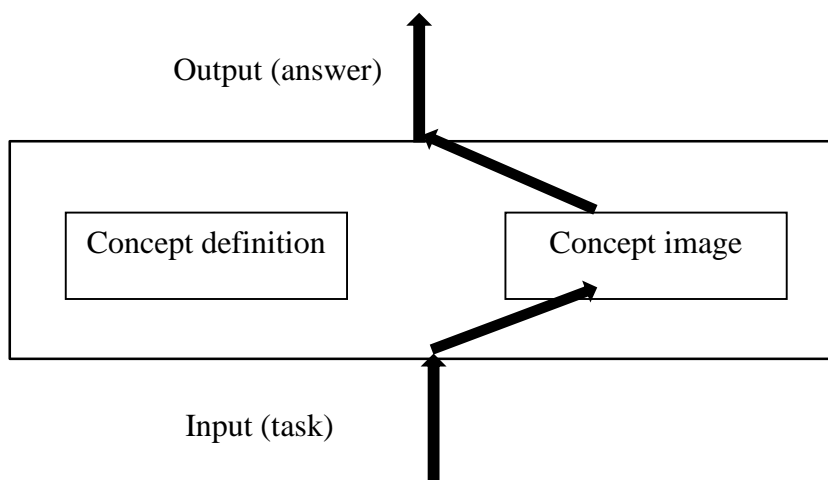 Output (answer)
Concept definition
Concept image
Input (task)